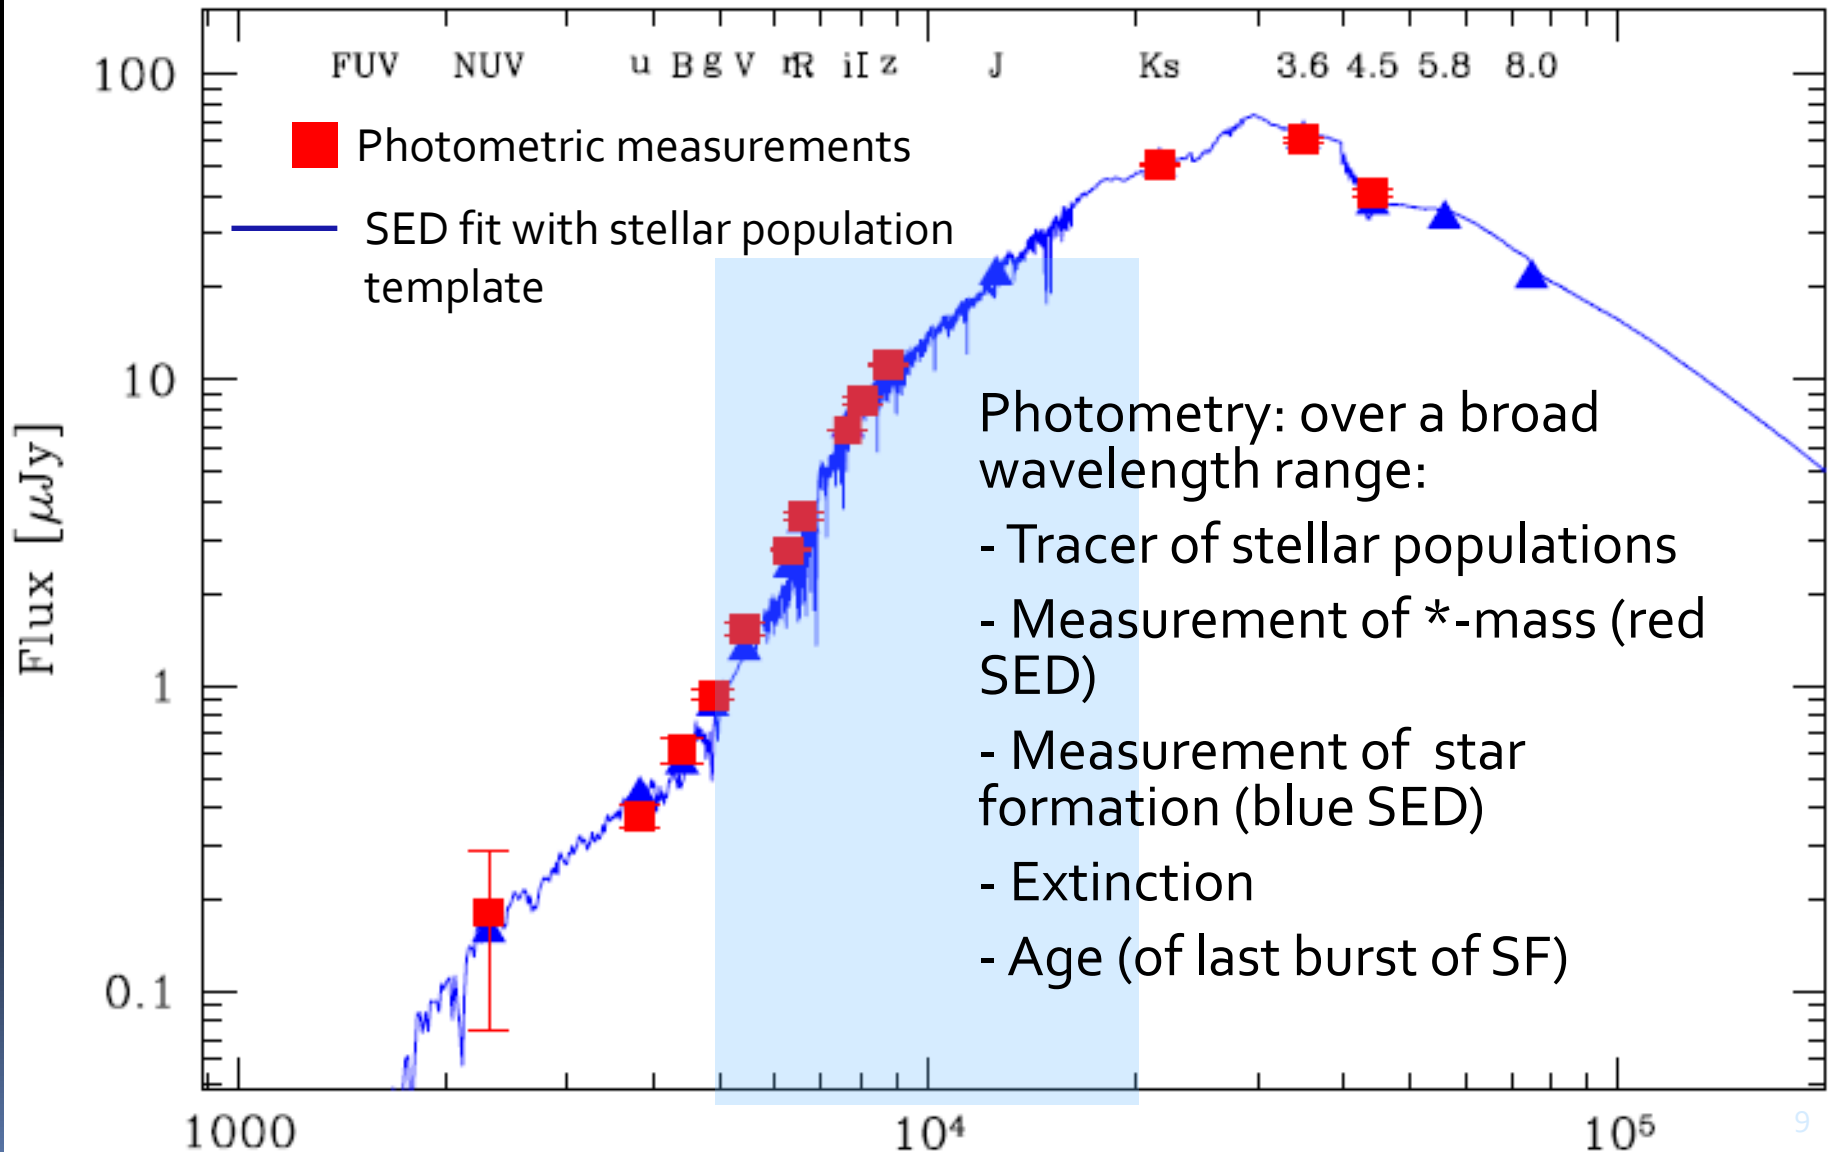 FUV NUV u B g V r R i I z J Ks 3.6 4.5 5.8 8.0
100
Photometric measurements
SED fit with stellar population
template
10
Photometry: over a broad
wavelength range:
- Tracer of stellar populations
- Measurement of *-mass (red
SED)
- Measurement of star
formation (blue SED)
- Extinction
- Age (of last burst of SF)
Flux [μJy]
1
0.1
1000 10⁴ 10⁵
9